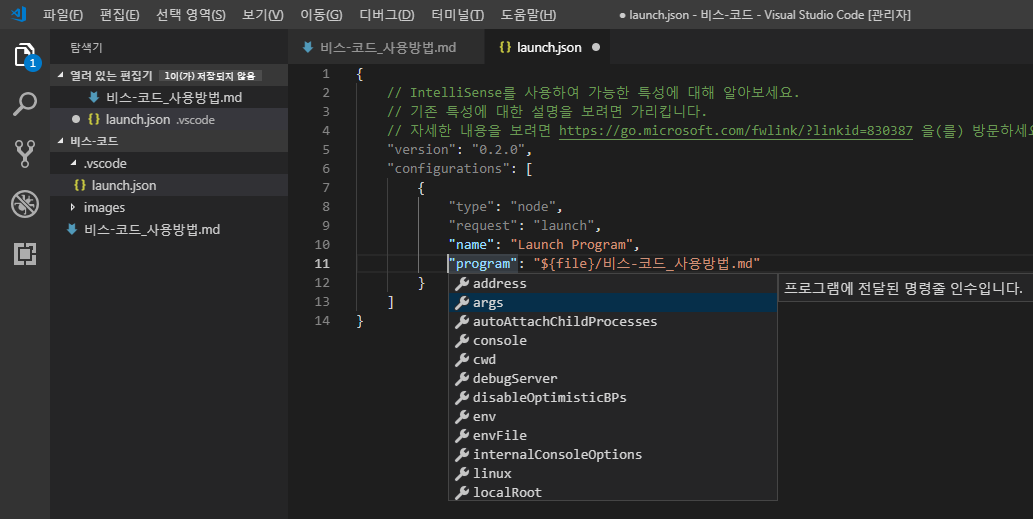 파일(F) 편집(E) 선택 영역(S) 보기(V) 이동(G) 디버그(D) 터미널(T) 도움말(H) ● launch.json - 비스-코드 - Visual Studio Code [관리자]
1
탐색기
열려 있는 편집기 1이(가) 저장되지 않음
비스-코드_사용방법.md
● {} launch.json .vscode
비스-코드
.vscode
{} launch.json
images
비스-코드_사용방법.md
비스-코드_사용방법.md {} launch.json ●
1 {
2 // IntelliSense를 사용하여 가능한 특성에 대해 알아보세요.
3 // 기존 특성에 대한 설명을 보려면 가리킵니다.
4 // 자세한 내용을 보려면 https://go.microsoft.com/fwlink/?linkid=830387 을(를) 방문하세요
5 "version": "0.2.0",
6 "configurations": [
7 {
8 "type": "node",
9 "request": "launch",
10 "name": "Launch Program",
11 "program": "${file}/비스-코드_사용방법.md"
12 }
13 ]
14 }
address
args
autoAttachChildProcesses
console
cwd
debugServer
disableOptimisticBPs
env
envFile
internalConsoleOptions
linux
localRoot
프로그램에 전달된 명령줄 인수입니다.